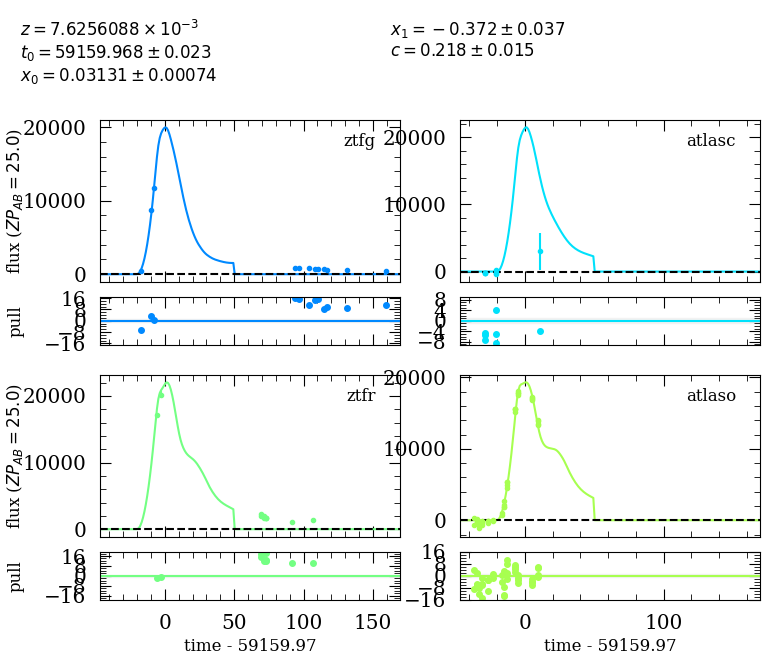 z = 7.6256088 × 10⁻³
t₀ = 59159.968 ± 0.023
x₀ = 0.03131 ± 0.00074
x₁ = −0.372 ± 0.037
c = 0.218 ± 0.015
ztfg
flux (ZP_AB = 25.0)
20000
10000
0
atlasc
20000
10000
0
pull
16
8
0
−8
−16
8
4
0
−4
−8
ztfr
flux (ZP_AB = 25.0)
20000
10000
0
atlaso
20000
10000
0
pull
16
8
0
−8
−16
16
8
0
−8
−16
0 50 100 150
time - 59159.97
0 100
time - 59159.97